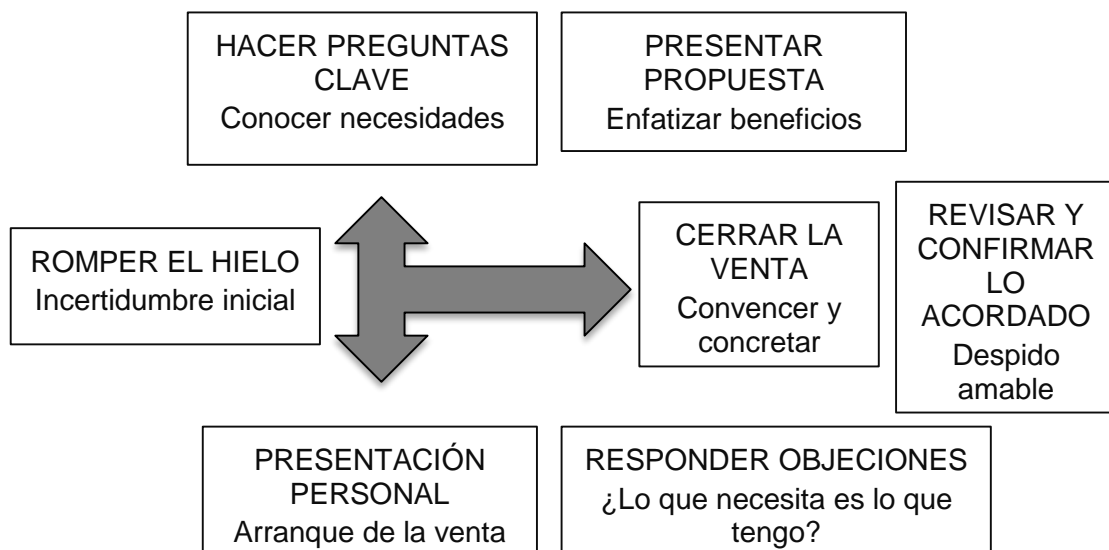 HACER PREGUNTAS
CLAVE
Conocer necesidades
PRESENTAR
PROPUESTA
Enfatizar beneficios
ROMPER EL HIELO
Incertidumbre inicial
CERRAR LA
VENTA
Convencer y
concretar
REVISAR Y
CONFIRMAR
LO
ACORDADO
Despido
amable
PRESENTACIÓN
PERSONAL
Arranque de la venta
RESPONDER OBJECIONES
¿Lo que necesita es lo que
tengo?